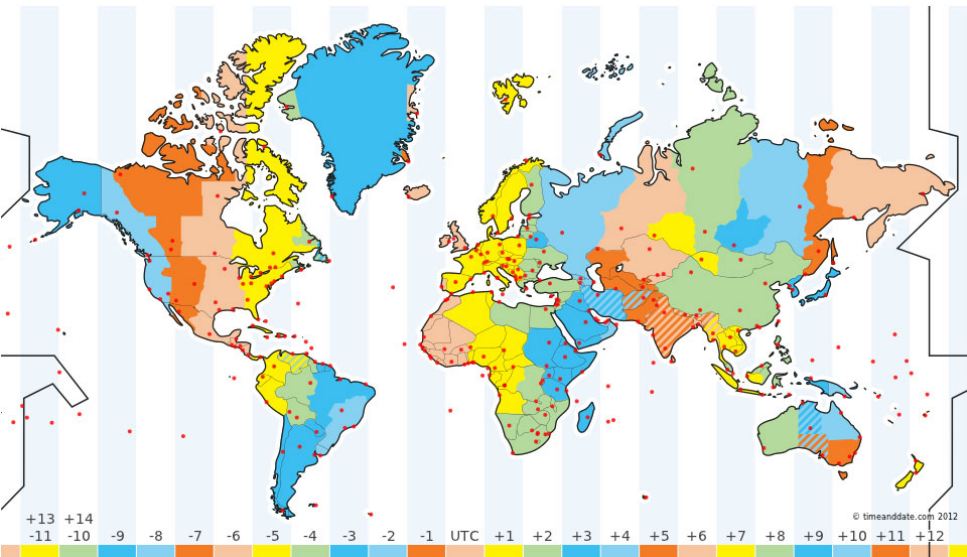 © timeanddate.com 2012
+13 +14
-11 -10 -9 -8 -7 -6 -5 -4 -3 -2 -1 UTC +1 +2 +3 +4 +5 +6 +7 +8 +9 +10 +11 +12